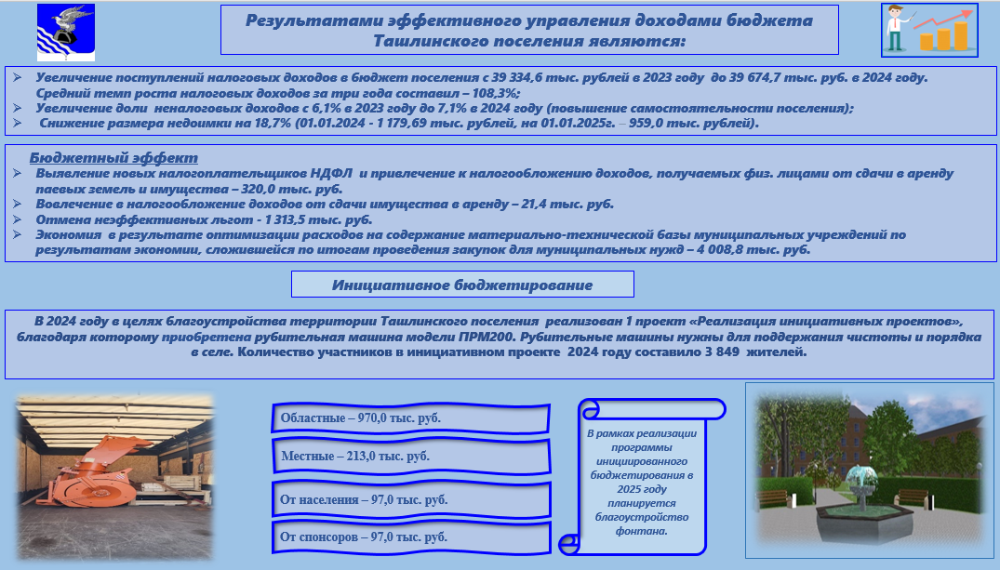 Результатами эффективного управления доходами бюджета
Ташлинского поселения являются:
➢ Увеличение поступлений налоговых доходов в бюджет поселения с 39 334,6 тыс. рублей в 2023 году до 39 674,7 тыс. руб. в 2024 году.
Средний темп роста налоговых доходов за три года составил – 108,3%;
➢ Увеличение доли неналоговых доходов с 6,1% в 2023 году до 7,1% в 2024 году (повышение самостоятельности поселения);
➢ Снижение размера недоимки на 18,7% (01.01.2024 - 1 179,69 тыс. рублей, на 01.01.2025г. – 959,0 тыс. рублей).
Бюджетный эффект
➢ Выявление новых налогоплательщиков НДФЛ и привлечение к налогообложению доходов, получаемых физ. лицами от сдачи в аренду
паевых земель и имущества – 320,0 тыс. руб.
➢ Вовлечение в налогообложение доходов от сдачи имущества в аренду – 21,4 тыс. руб.
➢ Отмена неэффективных льгот - 1 313,5 тыс. руб.
➢ Экономия в результате оптимизации расходов на содержание материально-технической базы муниципальных учреждений по
результатам экономии, сложившейся по итогам проведения закупок для муниципальных нужд – 4 008,8 тыс. руб.
Инициативное бюджетирование
В 2024 году в целях благоустройства территории Ташлинского поселения реализован 1 проект «Реализация инициативных проектов»,
благодаря которому приобретена рубительная машина модели ПРМ200. Рубительные машины нужны для поддержания чистоты и порядка
в селе. Количество участников в инициативном проекте 2024 году составило 3 849 жителей.
Областные – 970,0 тыс. руб.
Местные – 213,0 тыс. руб.
От населения – 97,0 тыс. руб.
От спонсоров – 97,0 тыс. руб.
В рамках реализации
программы
инициированного
бюджетирования в
2025 году
планируется
благоустройство
фонтана.